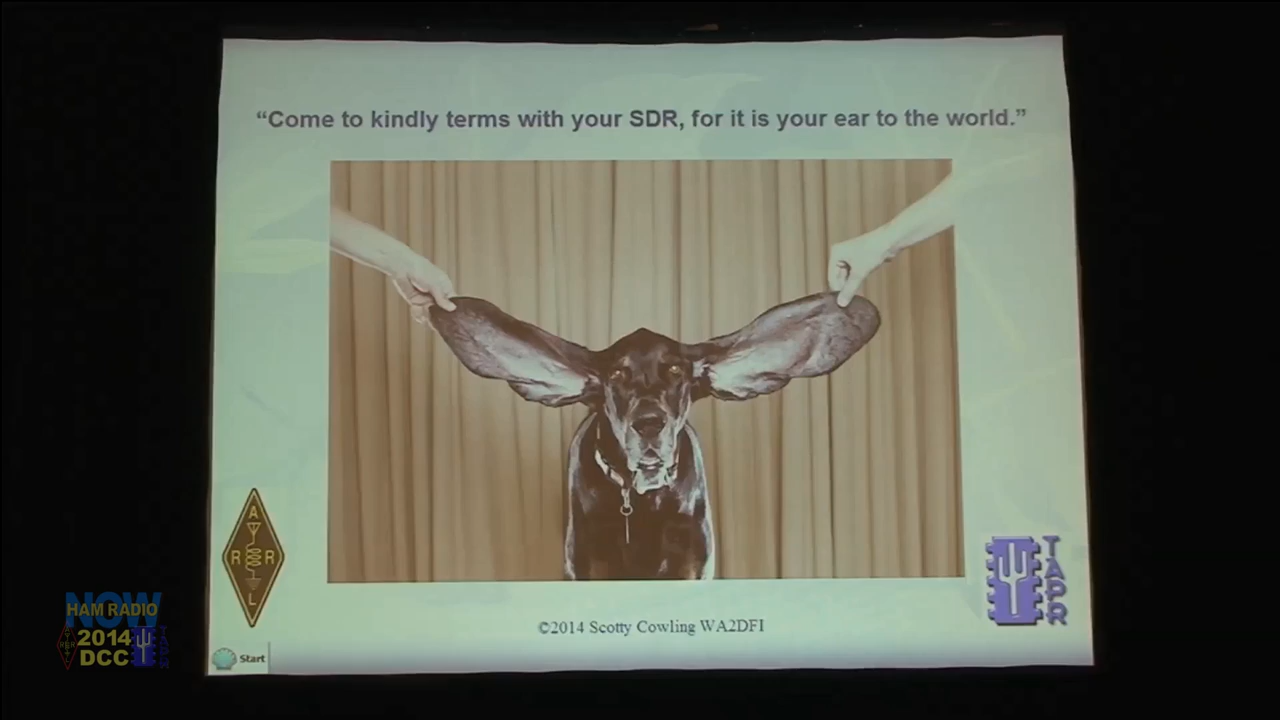 “Come to kindly terms with your SDR, for it is your ear to the world.”
A
R R
L
TAPR
©2014 Scotty Cowling WA2DFI
Start
NOW
HAM RADIO
2014
DCC
TAPR